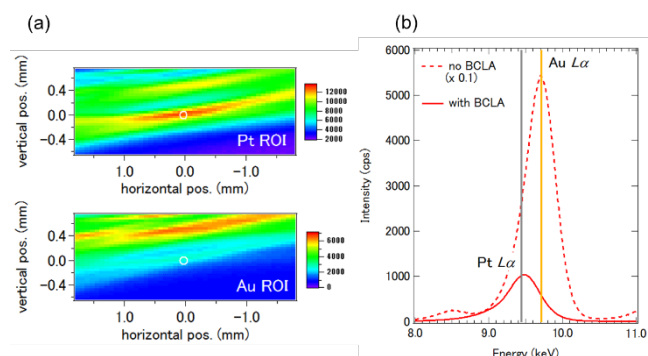 (a)
vertical pos. (mm)
0.4
0.0
-0.4
Pt ROI
12000
10000
8000
6000
4000
2000
1.0
0.0
-1.0
horizontal pos. (mm)
vertical pos. (mm)
0.4
0.0
-0.4
Au ROI
6000
4000
2000
0
1.0
0.0
-1.0
horizontal pos. (mm)
(b)
6000
5000
4000
3000
2000
1000
0
Intensity (cps)
no BCLA
(x 0.1)
with BCLA
Au Lα
Pt Lα
8.0
9.0
10.0
11.0
Energy (keV)